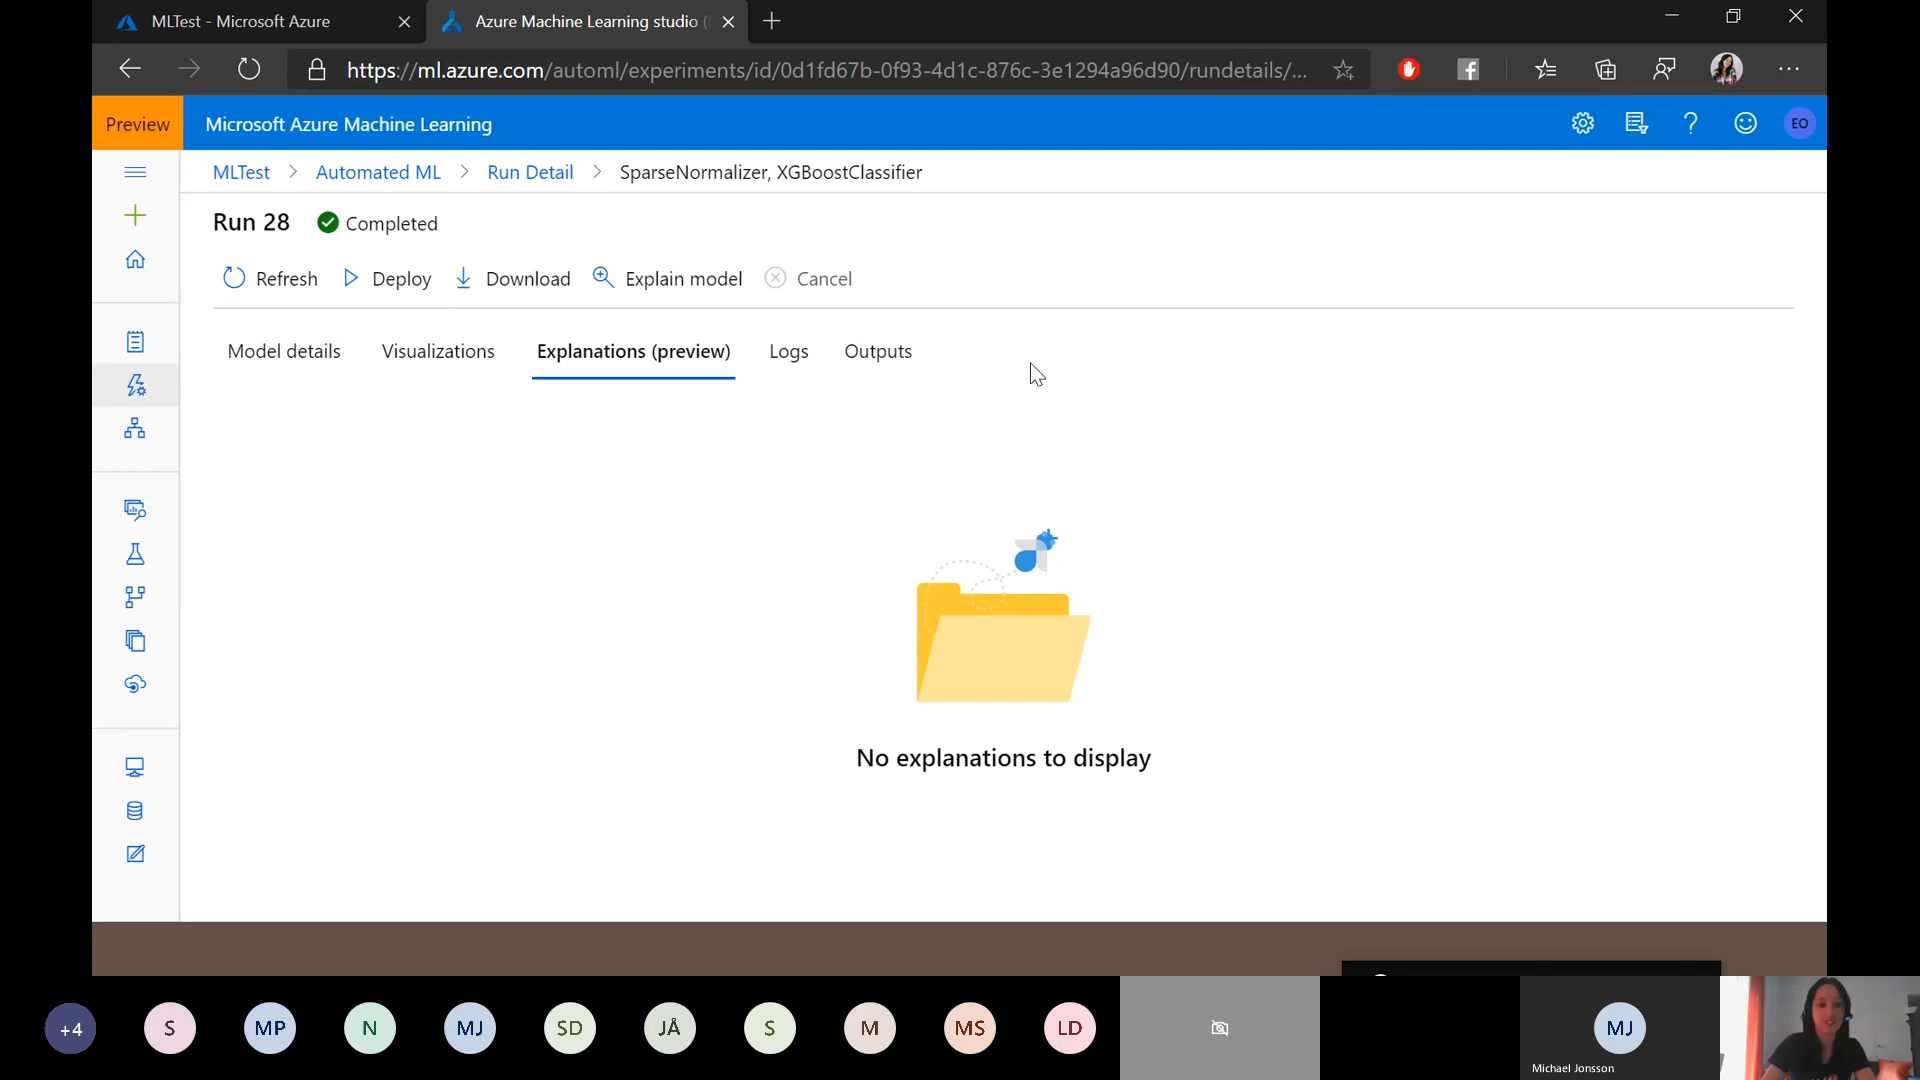 MLTest - Microsoft Azure
Azure Machine Learning studio (
https://ml.azure.com/automl/experiments/id/0d1fd67b-0f93-4d1c-876c-3e1294a96d90/rundetails/...
Preview
Microsoft Azure Machine Learning
EO
MLTest > Automated ML > Run Detail > SparseNormalizer, XGBoostClassifier
Run 28 Completed
Refresh Deploy Download Explain model Cancel
Model details Visualizations Explanations (preview) Logs Outputs
No explanations to display
+4 S MP N MJ SD JÅ S M MS LD MJ
Michael Jonsson